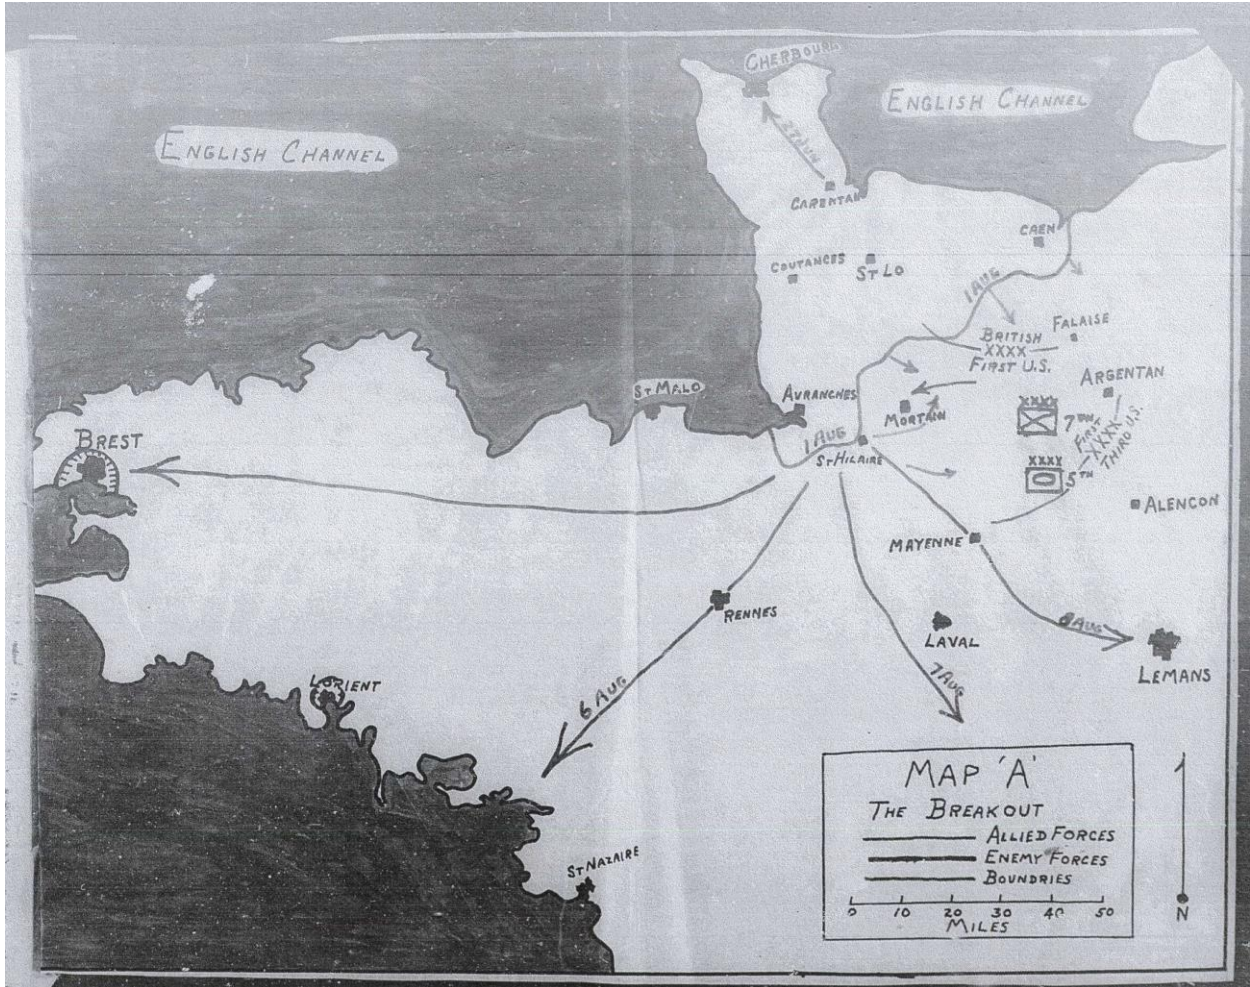 CHERBOURG
ENGLISH CHANNEL
ENGLISH CHANNEL
27 JUN
CARENTAN
CAEN
COUTANCES
ST LO
1 AUG
BRITISH
XXXX
FIRST U.S.
FALAISE
ARGENTAN
ST MALO
AVRANCHES
MORTAIN
XXXX
7TH
FIRST
XXXX
THIRD U.S.
BREST
1 AUG
ST HILAIRE
XXXX
5TH
ALENCON
MAYENNE
RENNES
LAVAL
8 AUG
LEMANS
LORIENT
6 AUG
7 AUG
ST NAZAIRE
MAP 'A'
THE BREAKOUT
ALLIED FORCES
ENEMY FORCES
BOUNDRIES
0 10 20 30 40 50
MILES
N